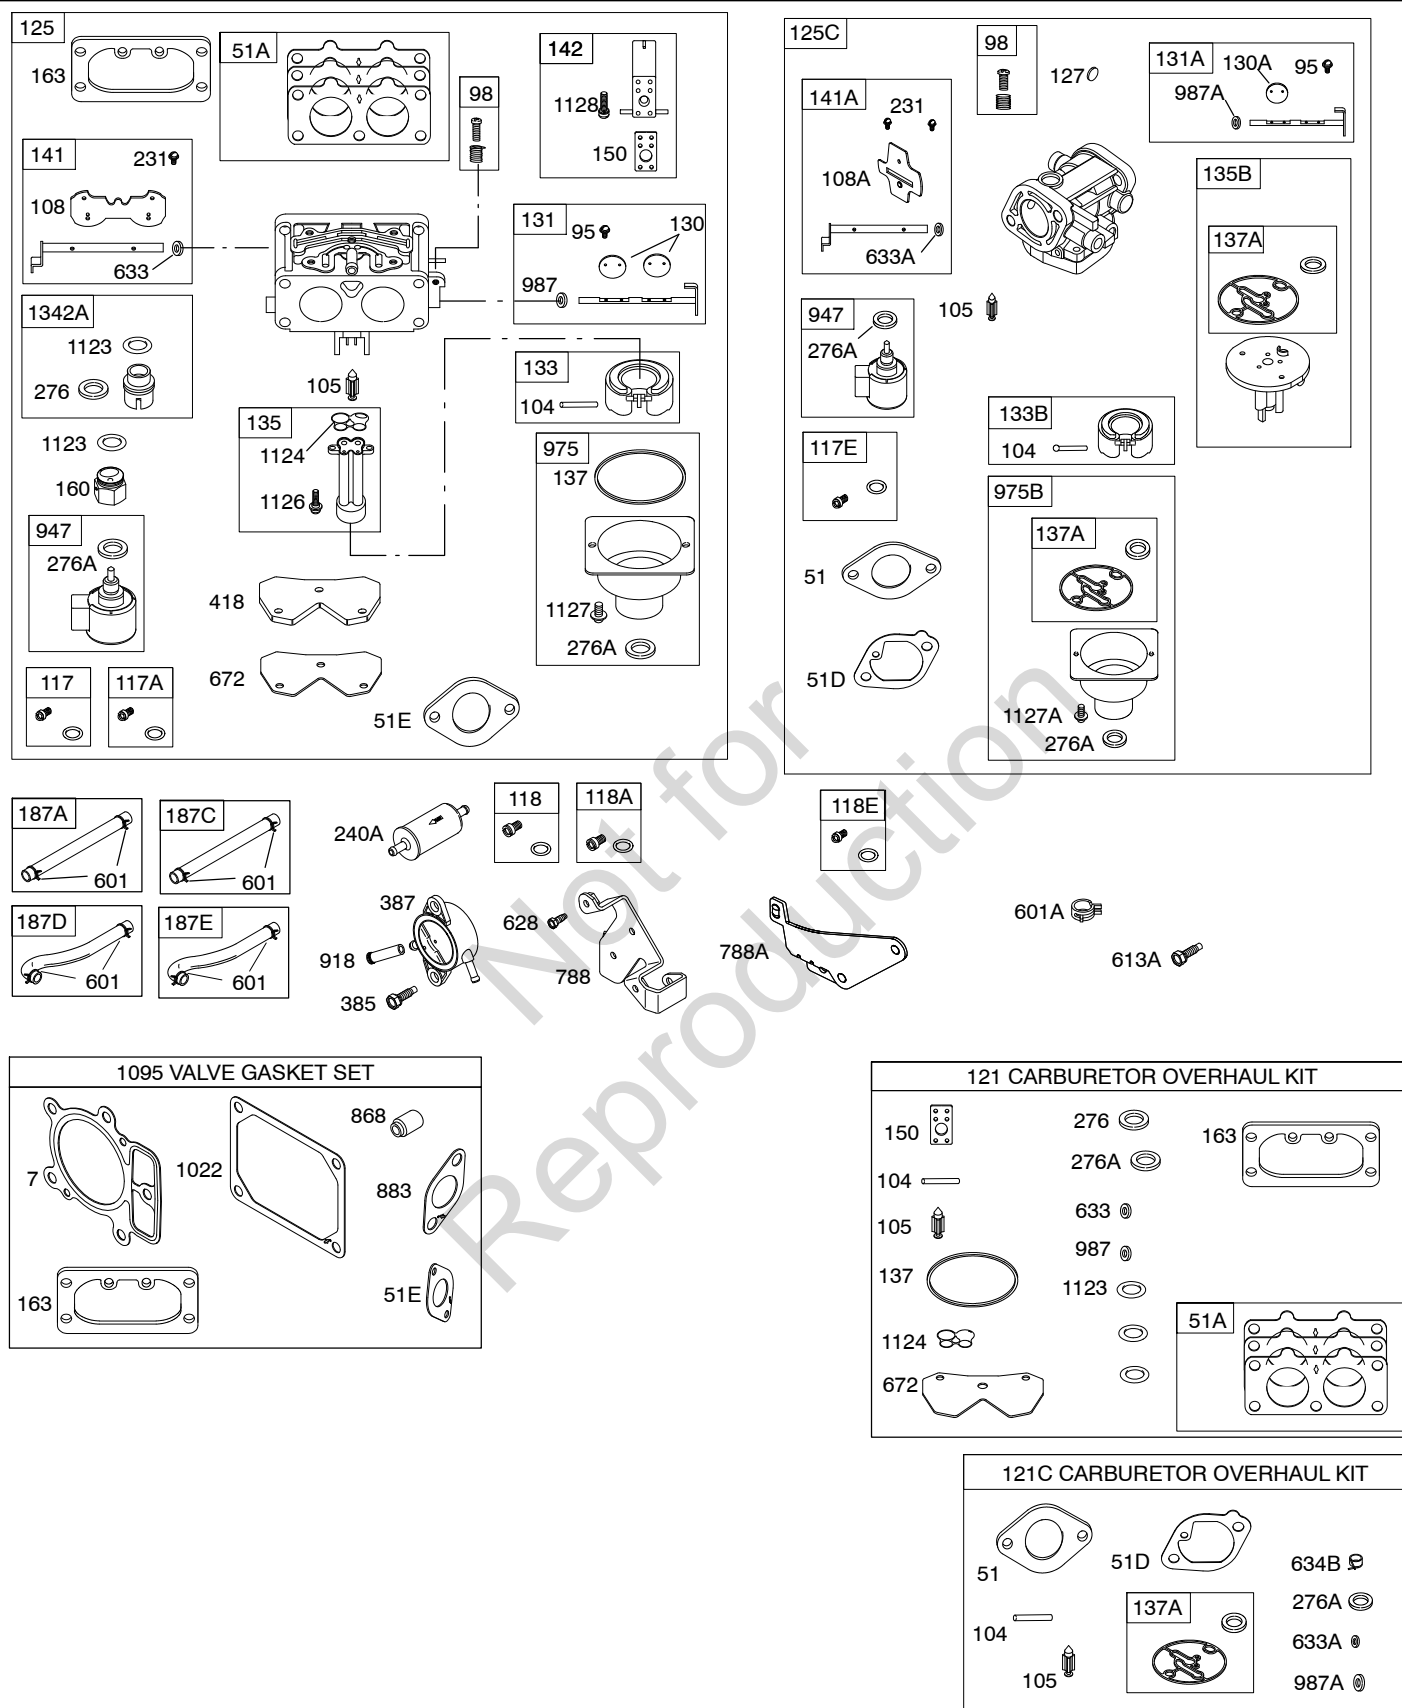 125
163
51A
98
142
1128
150
141
231
108
633
131
95
130
987
1342A
1123
276
1123
160
947
276A
105
133
104
135
1124
1126
975
137
1127
276A
418
672
51E
117
117A
125C
98
127
131A
130A
95
987A
141A
231
108A
633A
135B
137A
105
947
276A
133B
104
117E
975B
137A
51
51D
1127A
276A
187A
601
187C
601
187D
601
187E
601
240A
118
118A
118E
387
918
385
628
788
788A
601A
613A
1095 VALVE GASKET SET
7
1022
868
883
163
51E
121 CARBURETOR OVERHAUL KIT
150
276
163
104
276A
105
633
137
987
1123
1124
672
51A
121C CARBURETOR OVERHAUL KIT
51
51D
634B
276A
104
137A
633A
105
987A
Not for
Reproduction